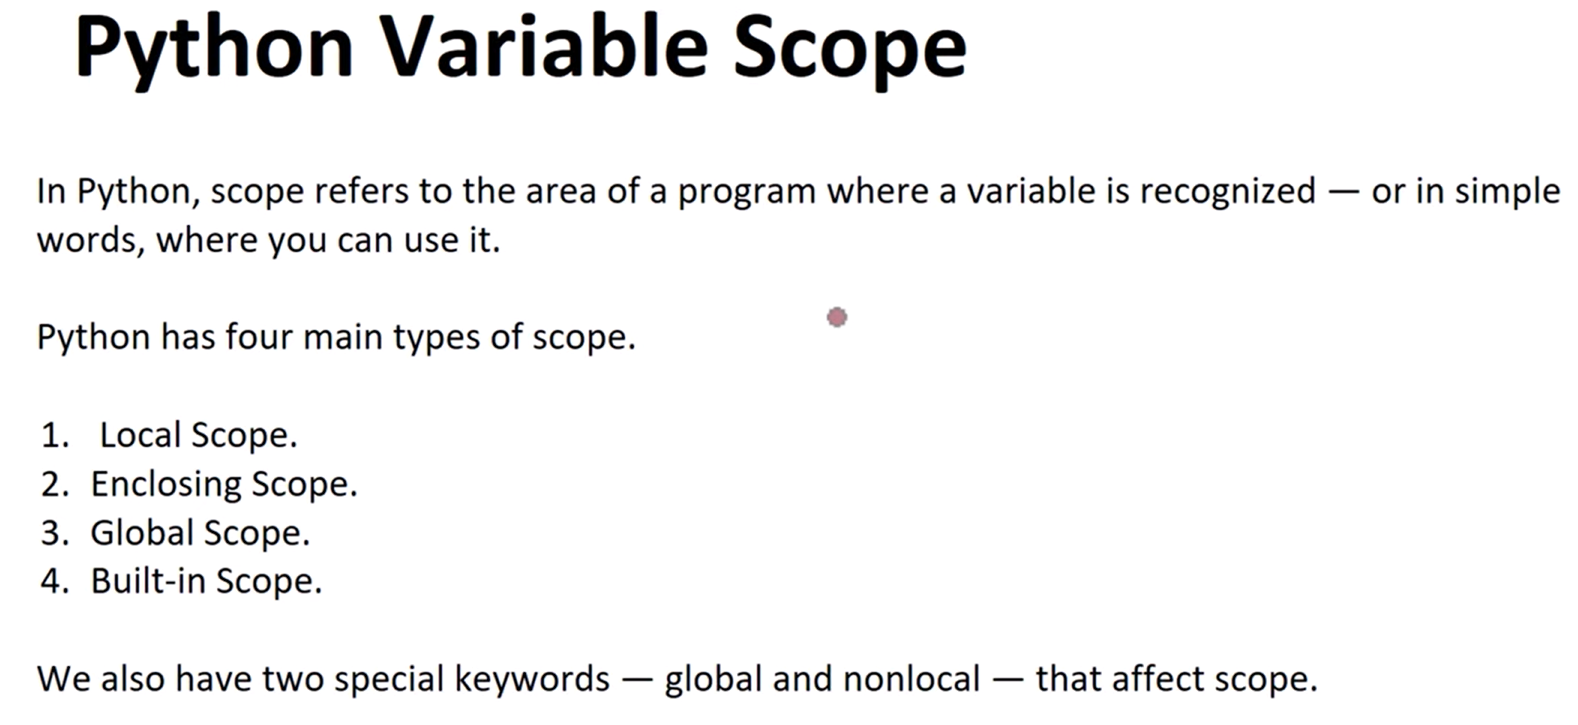 Python Variable Scope
In Python, scope refers to the area of a program where a variable is recognized — or in simple
words, where you can use it.
Python has four main types of scope.
1. Local Scope.
2. Enclosing Scope.
3. Global Scope.
4. Built-in Scope.
We also have two special keywords — global and nonlocal — that affect scope.